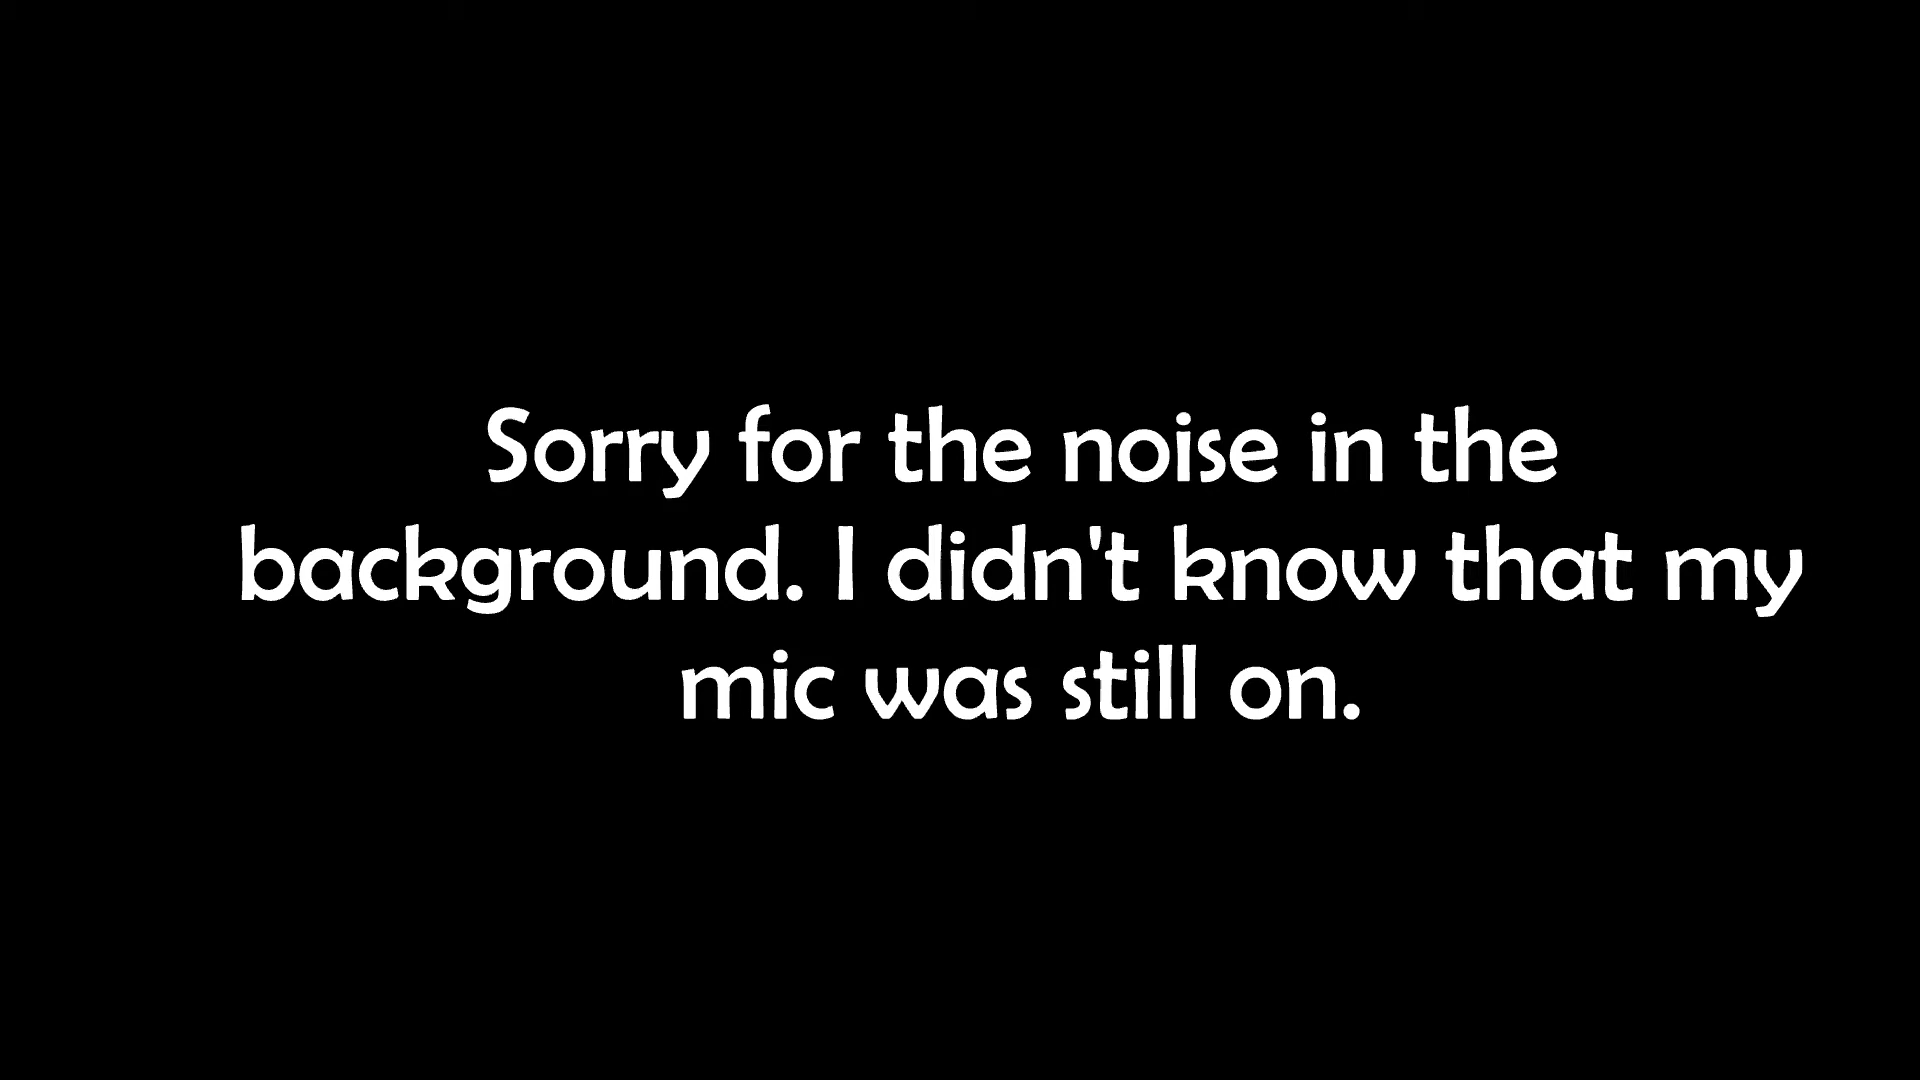 Sorry for the noise in the
background. I didn't know that my
mic was still on.